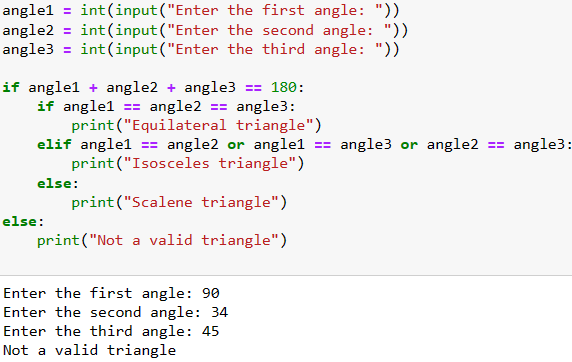 angle1 = int(input("Enter the first angle: "))
angle2 = int(input("Enter the second angle: "))
angle3 = int(input("Enter the third angle: "))
if angle1 + angle2 + angle3 == 180:
    if angle1 == angle2 == angle3:
        print("Equilateral triangle")
    elif angle1 == angle2 or angle1 == angle3 or angle2 == angle3:
        print("Isosceles triangle")
    else:
        print("Scalene triangle")
else:
    print("Not a valid triangle")
Enter the first angle: 90
Enter the second angle: 34
Enter the third angle: 45
Not a valid triangle